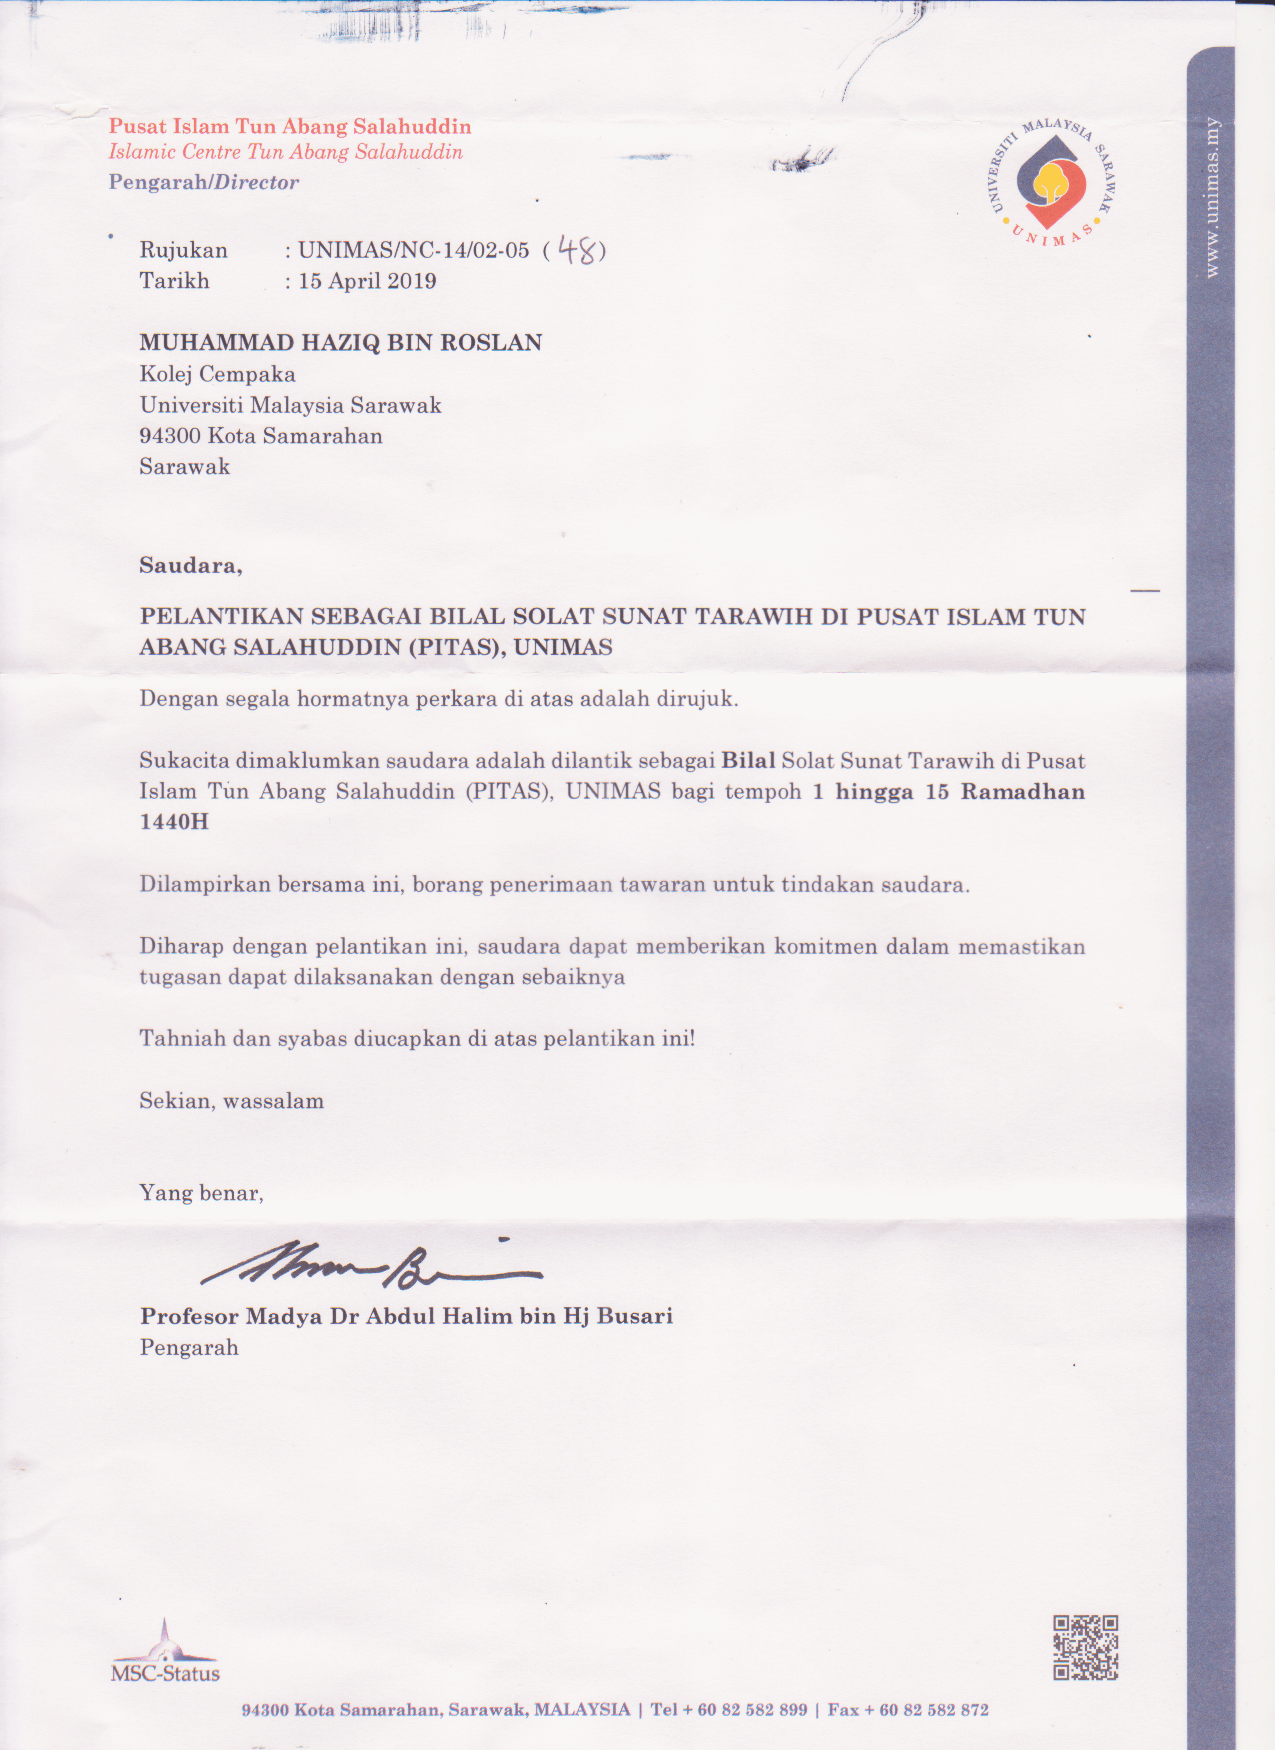 Pusat Islam Tun Abang Salahuddin
Islamic Centre Tun Abang Salahuddin
Pengarah/Director
UNIVERSITI MALAYSIA SARAWAK
UNIMAS
www.unimas.my
Rujukan : UNIMAS/NC-14/02-05 (48)
Tarikh : 15 April 2019
MUHAMMAD HAZIQ BIN ROSLAN
Kolej Cempaka
Universiti Malaysia Sarawak
94300 Kota Samarahan
Sarawak
Saudara,
PELANTIKAN SEBAGAI BILAL SOLAT SUNAT TARAWIH DI PUSAT ISLAM TUN
ABANG SALAHUDDIN (PITAS), UNIMAS
Dengan segala hormatnya perkara di atas adalah dirujuk.
Sukacita dimaklumkan saudara adalah dilantik sebagai Bilal Solat Sunat Tarawih di Pusat
Islam Tun Abang Salahuddin (PITAS), UNIMAS bagi tempoh 1 hingga 15 Ramadhan
1440H
Dilampirkan bersama ini, borang penerimaan tawaran untuk tindakan saudara.
Diharap dengan pelantikan ini, saudara dapat memberikan komitmen dalam memastikan
tugasan dapat dilaksanakan dengan sebaiknya
Tahniah dan syabas diucapkan di atas pelantikan ini!
Sekian, wassalam
Yang benar,
Profesor Madya Dr Abdul Halim bin Hj Busari
Pengarah
MSC-Status
94300 Kota Samarahan, Sarawak, MALAYSIA | Tel + 60 82 582 899 | Fax + 60 82 582 872